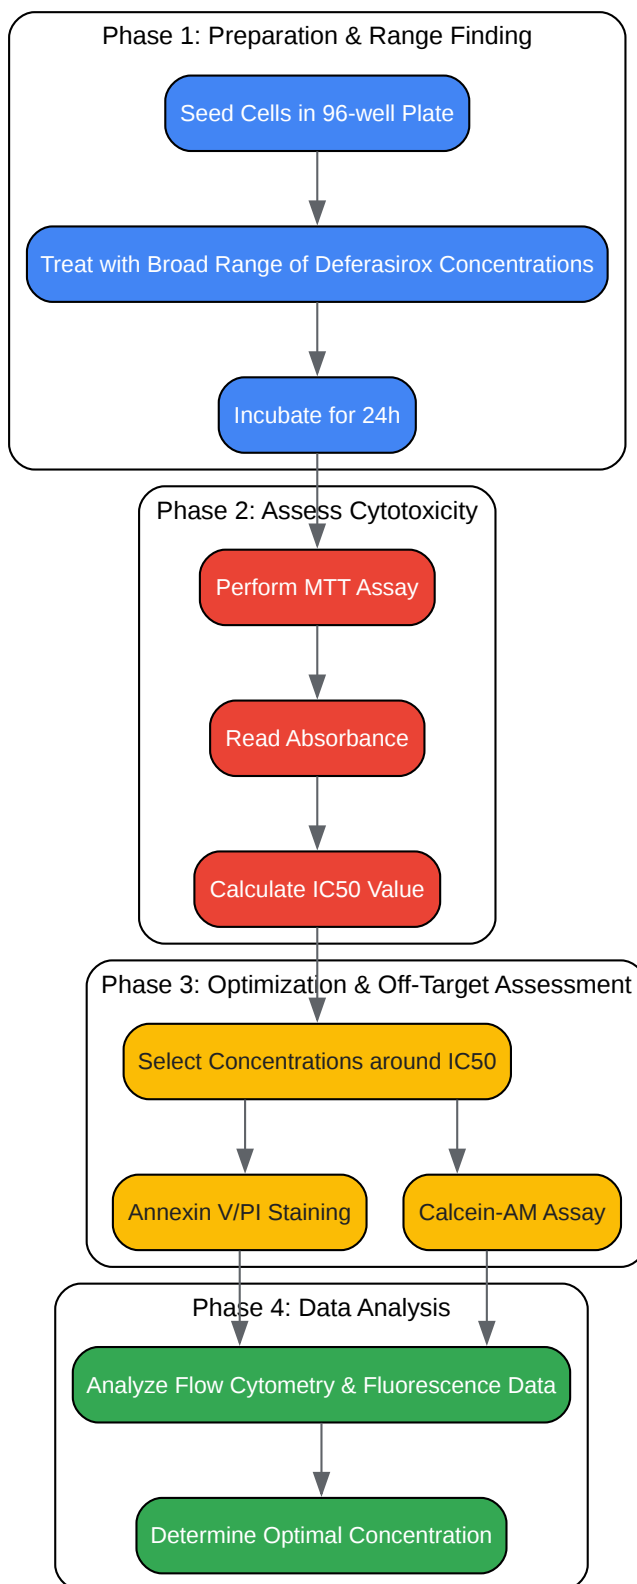 Phase 1: Preparation & Range Finding
Seed Cells in 96-well Plate
Treat with Broad Range of Deferasirox Concentrations
Incubate for 24h
Phase 2: Assess Cytotoxicity
Perform MTT Assay
Read Absorbance
Calculate IC50 Value
Phase 3: Optimization & Off-Target Assessment
Select Concentrations around IC50
Annexin V/PI Staining
Calcein-AM Assay
Phase 4: Data Analysis
Analyze Flow Cytometry & Fluorescence Data
Determine Optimal Concentration